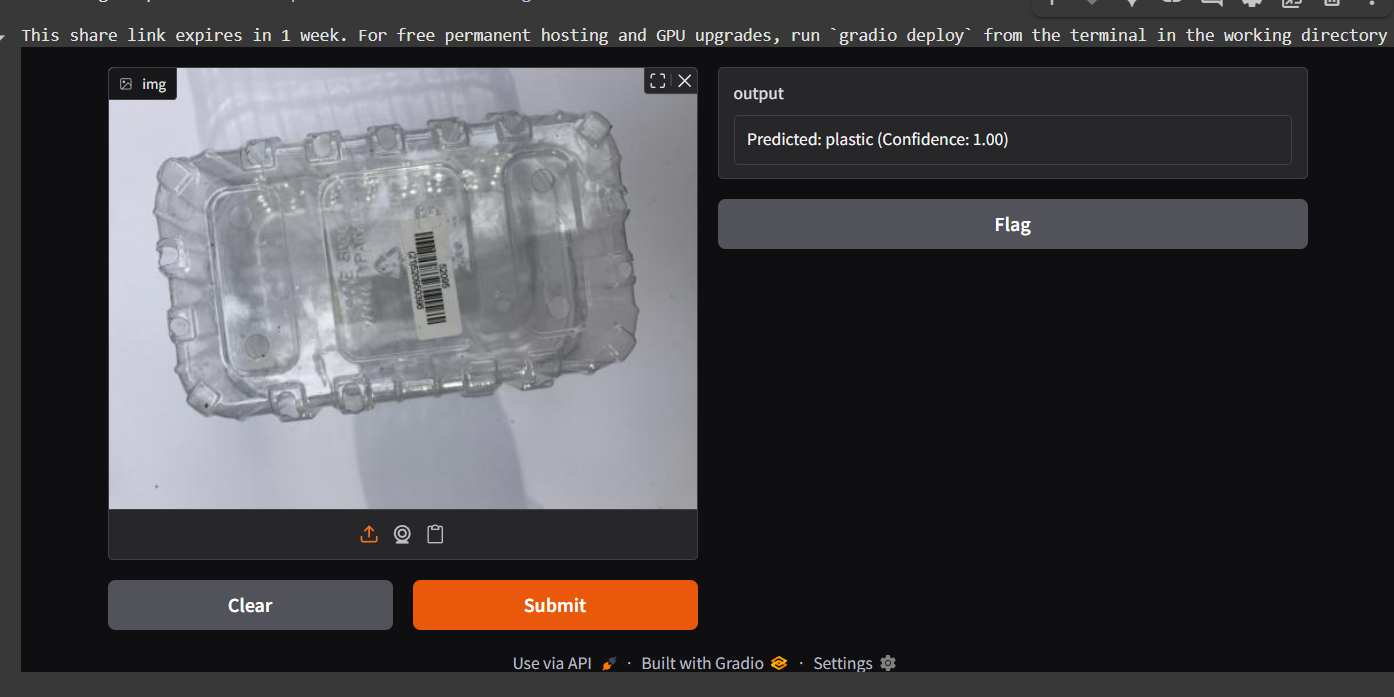 This share link expires in 1 week. For free permanent hosting and GPU upgrades, run `gradio deploy` from the terminal in the working directory
img
output
Predicted: plastic (Confidence: 1.00)
Flag
52095
Clear
Submit
Use via API · Built with Gradio · Settings